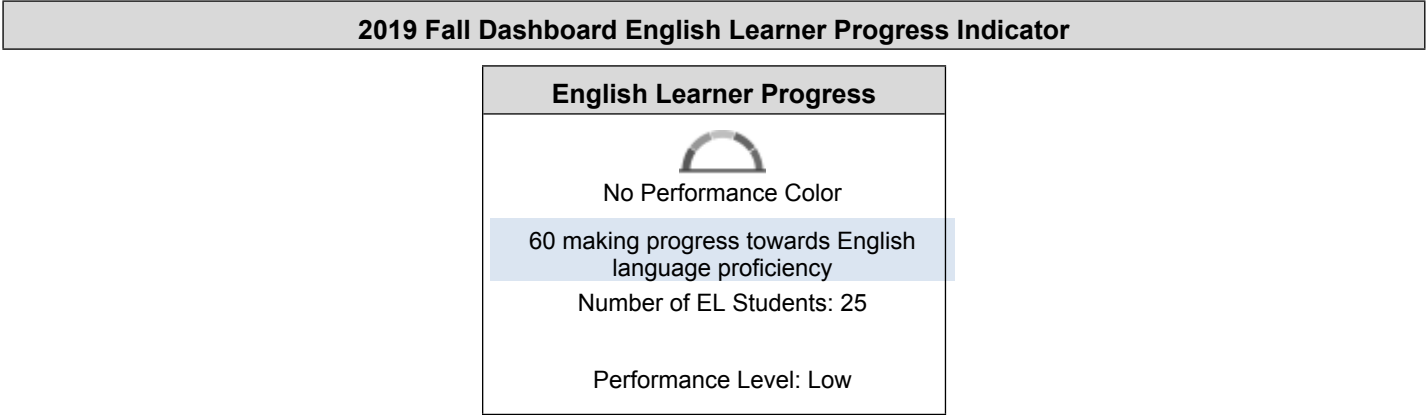 2019 Fall Dashboard English Learner Progress Indicator
English Learner Progress
No Performance Color
60 making progress towards English
language proficiency
Number of EL Students: 25
Performance Level: Low